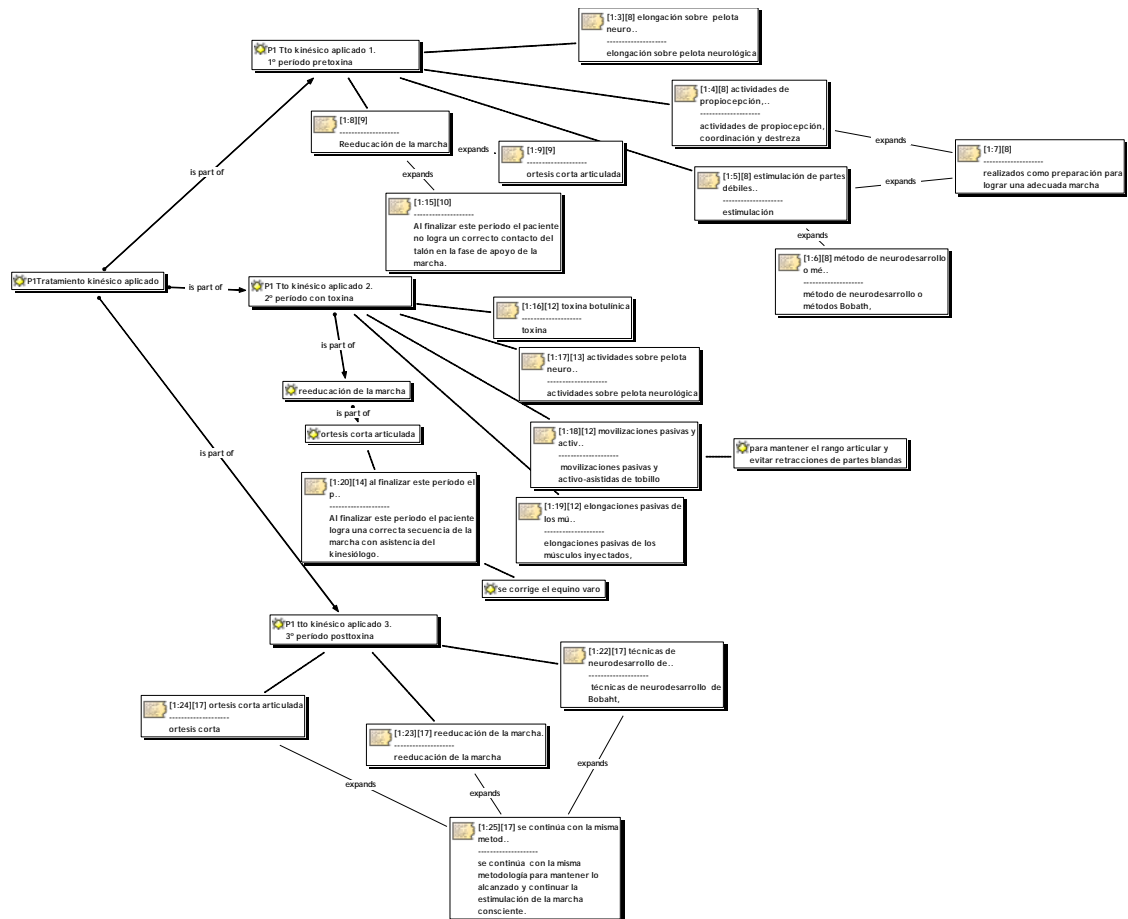 P1 Tto kinésico aplicado 1.
1º período pretoxina
[1:3][8] elongación sobre pelota
neuro..
--------------------
elongación sobre pelota neurológica
[1:4][8] actividades de
propiocepción,..
--------------------
actividades de propiocepción,
coordinación y destreza
[1:8][9]
--------------------
Reeducación de la marcha
expands
[1:9][9]
--------------------
ortesis corta articulada
expands
[1:7][8]
--------------------
realizados como preparación para
lograr una adecuada marcha
is part of
expands
[1:5][8] estimulación de partes
débiles..
--------------------
estimulación
expands
[1:15][10]
--------------------
Al finalizar este periodo el paciente
no logra un correcto contacto del
talón en la fase de apoyo de la
marcha.
expands
[1:6][8] método de neurodesarrollo
o mé..
--------------------
método de neurodesarrollo o
métodos Bobath,
P1Tratamiento kinésico aplicado
is part of
P1 Tto kinésico aplicado 2.
2º período con toxina
[1:16][12] toxina botulínica
--------------------
toxina
is part of
[1:17][13] actividades sobre pelota
neuro..
--------------------
actividades sobre pelota neurológica
reeducación de la marcha
is part of
ortesis corta articulada
[1:18][12] movilizaciones pasivas y
activ..
--------------------
movilizaciones pasivas y
activo-asistidas de tobillo
para mantener el rango articular y
evitar retracciones de partes blandas
is part of
[1:20][14] al finalizar este período el
p..
--------------------
Al finalizar este periodo el paciente
logra una correcta secuencia de la
marcha con asistencia del
kinesiólogo.
[1:19][12] elongaciones pasivas de
los mú..
--------------------
elongaciones pasivas de los
músculos inyectados,
se corrige el equino varo
P1 tto kinésico aplicado 3.
3º período posttoxina
[1:22][17] técnicas de
neurodesarrollo de..
--------------------
técnicas de neurodesarrollo de
Bobaht,
[1:24][17] ortesis corta articulada
--------------------
ortesis corta
[1:23][17] reeducación de la marcha.
--------------------
reeducación de la marcha
expands
expands
expands
[1:25][17] se continúa con la misma
metod..
--------------------
se continúa con la misma
metodología para mantener lo
alcanzado y continuar la
estimulación de la marcha
consciente.